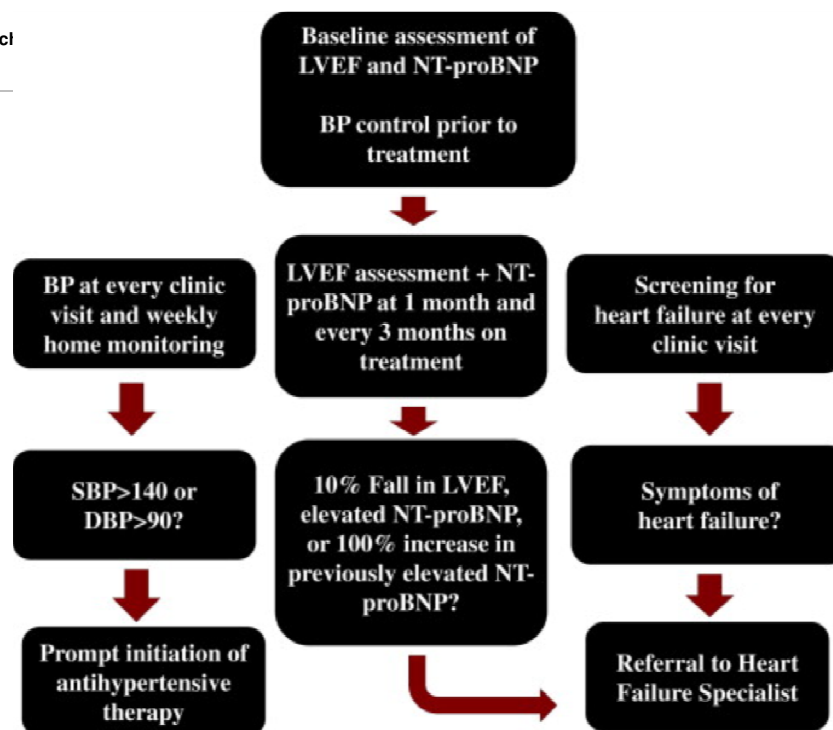 Baseline assessment of
LVEF and NT-proBNP
BP control prior to
treatment
BP at every clinic
visit and weekly
home monitoring
LVEF assessment + NT-
proBNP at 1 month and
every 3 months on
treatment
Screening for
heart failure at every
clinic visit
SBP>140 or
DBP>90?
10% Fall in LVEF,
elevated NT-proBNP,
or 100% increase in
previously elevated NT-
proBNP?
Symptoms of
heart failure?
Prompt initiation of
antihypertensive
therapy
Referral to Heart
Failure Specialist